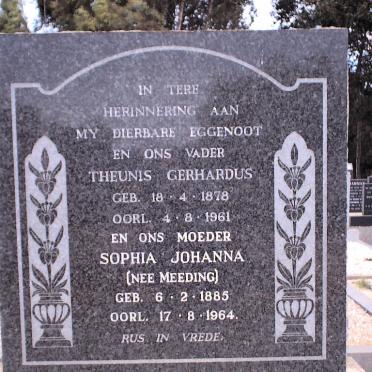 IN TERE
HERINNERING AAN
MY DIERBARE EGGENOOT
EN ONS VADER
THEUNIS GERHARDUS
GEB. 18·4·1878
OORL. 4·8·1961
EN ONS MOEDER
SOPHIA JOHANNA
(NEE MEEDING)
GEB. 6·2·1885
OORL. 17·8·1964.
RUS IN VREDE.